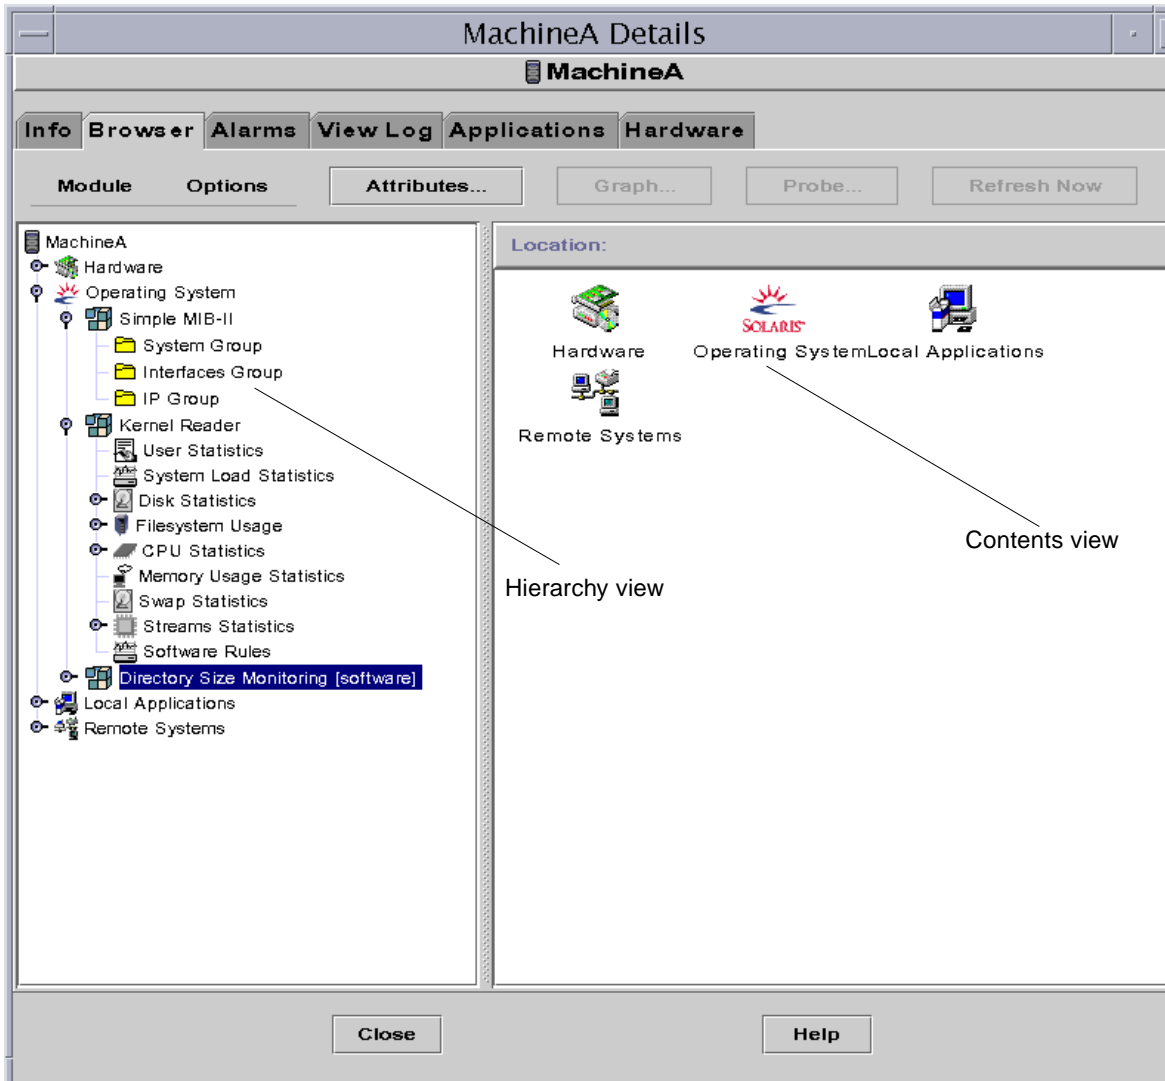 MachineA Details
MachineA
Info Browser Alarms View Log Applications Hardware
Module Options Attributes... Graph... Probe... Refresh Now
MachineA
Hardware
Operating System
Simple MIB-II
System Group
Interfaces Group
IP Group
Kernel Reader
User Statistics
System Load Statistics
Disk Statistics
Filesystem Usage
CPU Statistics
Memory Usage Statistics
Swap Statistics
Streams Statistics
Software Rules
Directory Size Monitoring [software]
Local Applications
Remote Systems
Location:
SOLARIS
Hardware Operating System Local Applications
Remote Systems
Contents view
Hierarchy view
Close Help